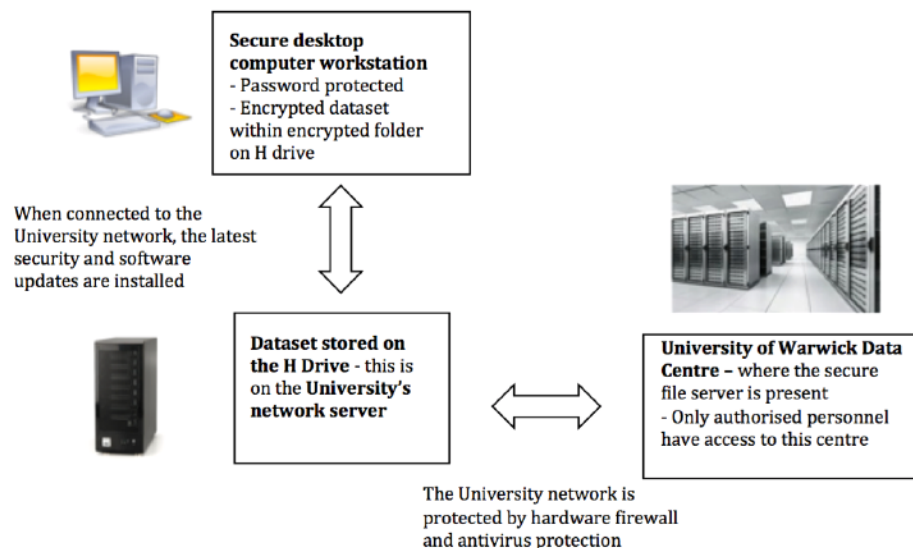 Secure desktop
computer workstation
- Password protected
- Encrypted dataset
within encrypted folder
on H drive
When connected to the
University network, the latest
security and software
updates are installed
Dataset stored on
the H Drive - this is
on the University's
network server
University of Warwick Data
Centre – where the secure
file server is present
- Only authorised personnel
have access to this centre
The University network is
protected by hardware firewall
and antivirus protection